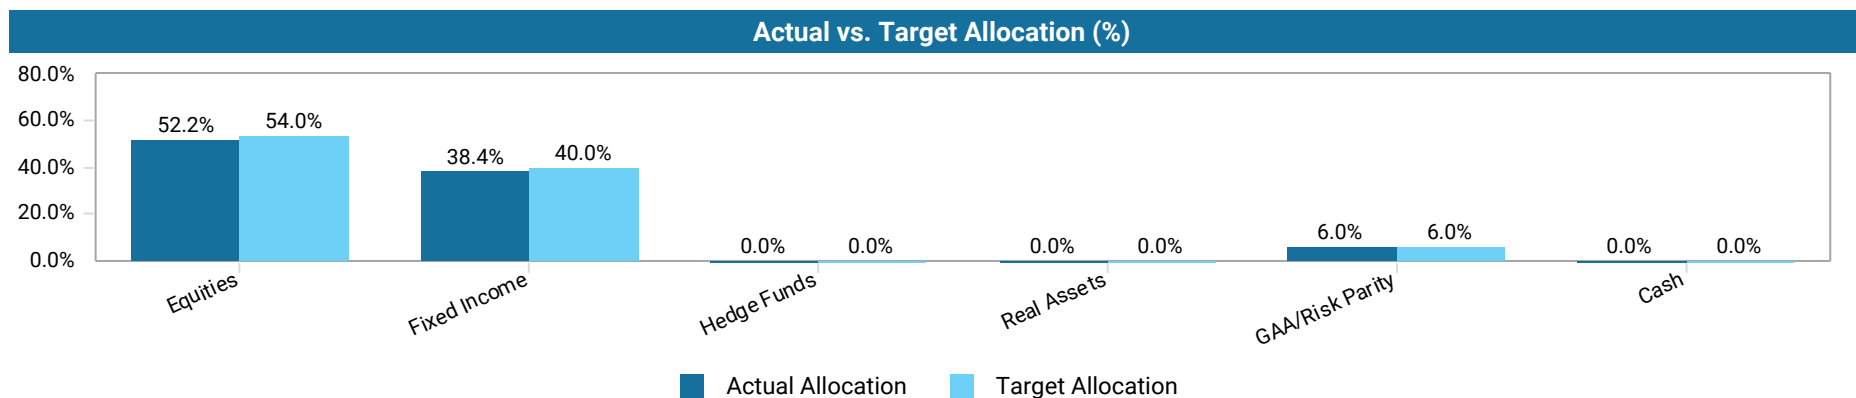 Actual vs. Target Allocation (%)
80.0%
60.0%
40.0%
20.0%
0.0%
52.2% 54.0%
38.4% 40.0%
0.0% 0.0%
0.0% 0.0%
6.0% 6.0%
0.0% 0.0%
Equities
Fixed Income
Hedge Funds
Real Assets
GAA/Risk Parity
Cash
Actual Allocation Target Allocation